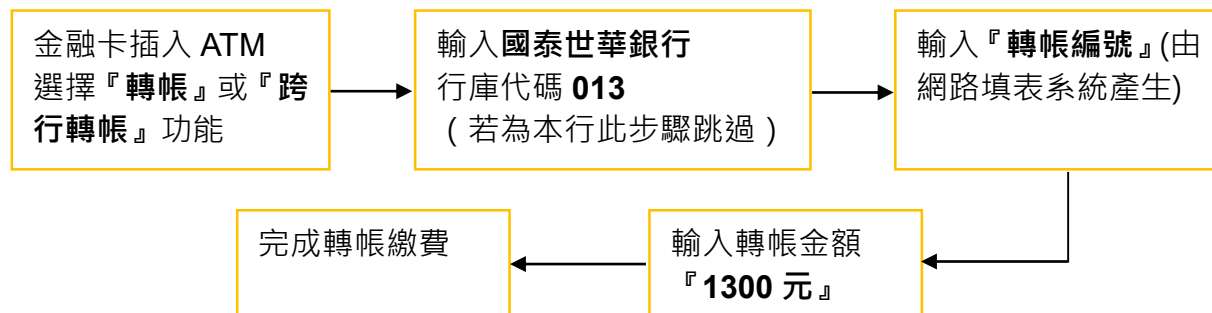 金融卡插入 ATM
選擇『轉帳』或『跨
行轉帳』功能
輸入國泰世華銀行
行庫代碼 013
（若為本行此步驟跳過）
輸入『轉帳編號』(由
網路填表系統產生)
輸入轉帳金額
『1300 元』
完成轉帳繳費